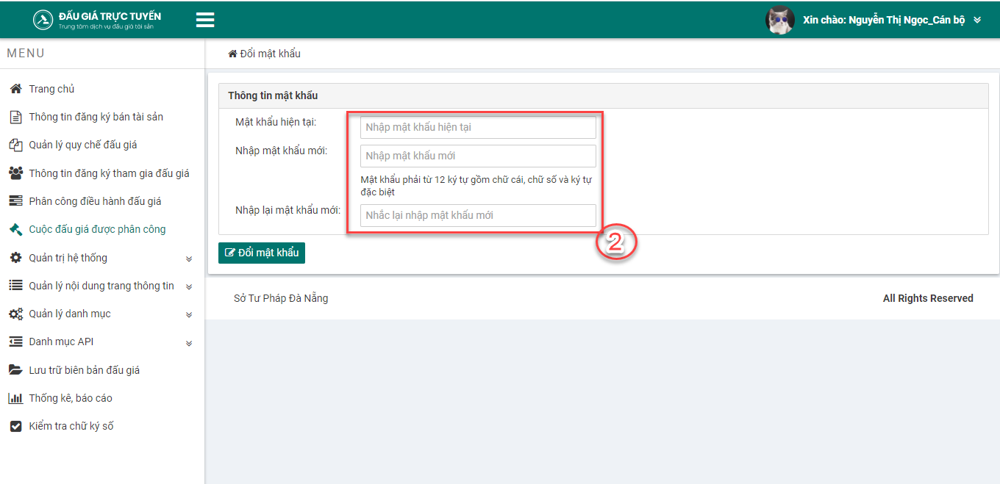 ĐẤU GIÁ TRỰC TUYẾN
Trung tâm dịch vụ đấu giá tài sản
Xin chào: Nguyễn Thị Ngọc_Cán bộ
MENU
Trang chủ
Thông tin đăng ký bán tài sản
Quản lý quy chế đấu giá
Thông tin đăng ký tham gia đấu giá
Phân công điều hành đấu giá
Cuộc đấu giá được phân công
Quản trị hệ thống
Quản lý nội dung trang thông tin
Quản lý danh mục
Danh mục API
Lưu trữ biên bản đấu giá
Thống kê, báo cáo
Kiểm tra chữ ký số
Đổi mật khẩu
Thông tin mật khẩu
Mật khẩu hiện tại:
Nhập mật khẩu hiện tại
Nhập mật khẩu mới:
Nhập mật khẩu mới
Mật khẩu phải từ 12 ký tự gồm chữ cái, chữ số và ký tự
đặc biệt
Nhập lại mật khẩu mới:
Nhắc lại nhập mật khẩu mới
2
Đổi mật khẩu
Sở Tư Pháp Đà Nẵng
All Rights Reserved